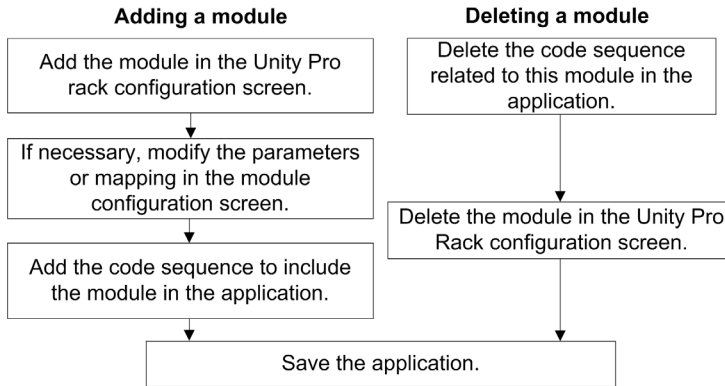 Adding a module
Add the module in the Unity Pro
rack configuration screen.
If necessary, modify the parameters
or mapping in the module
configuration screen.
Add the code sequence to include
the module in the application.
Deleting a module
Delete the code sequence
related to this module in the
application.
Delete the module in the Unity Pro
Rack configuration screen.
Save the application.